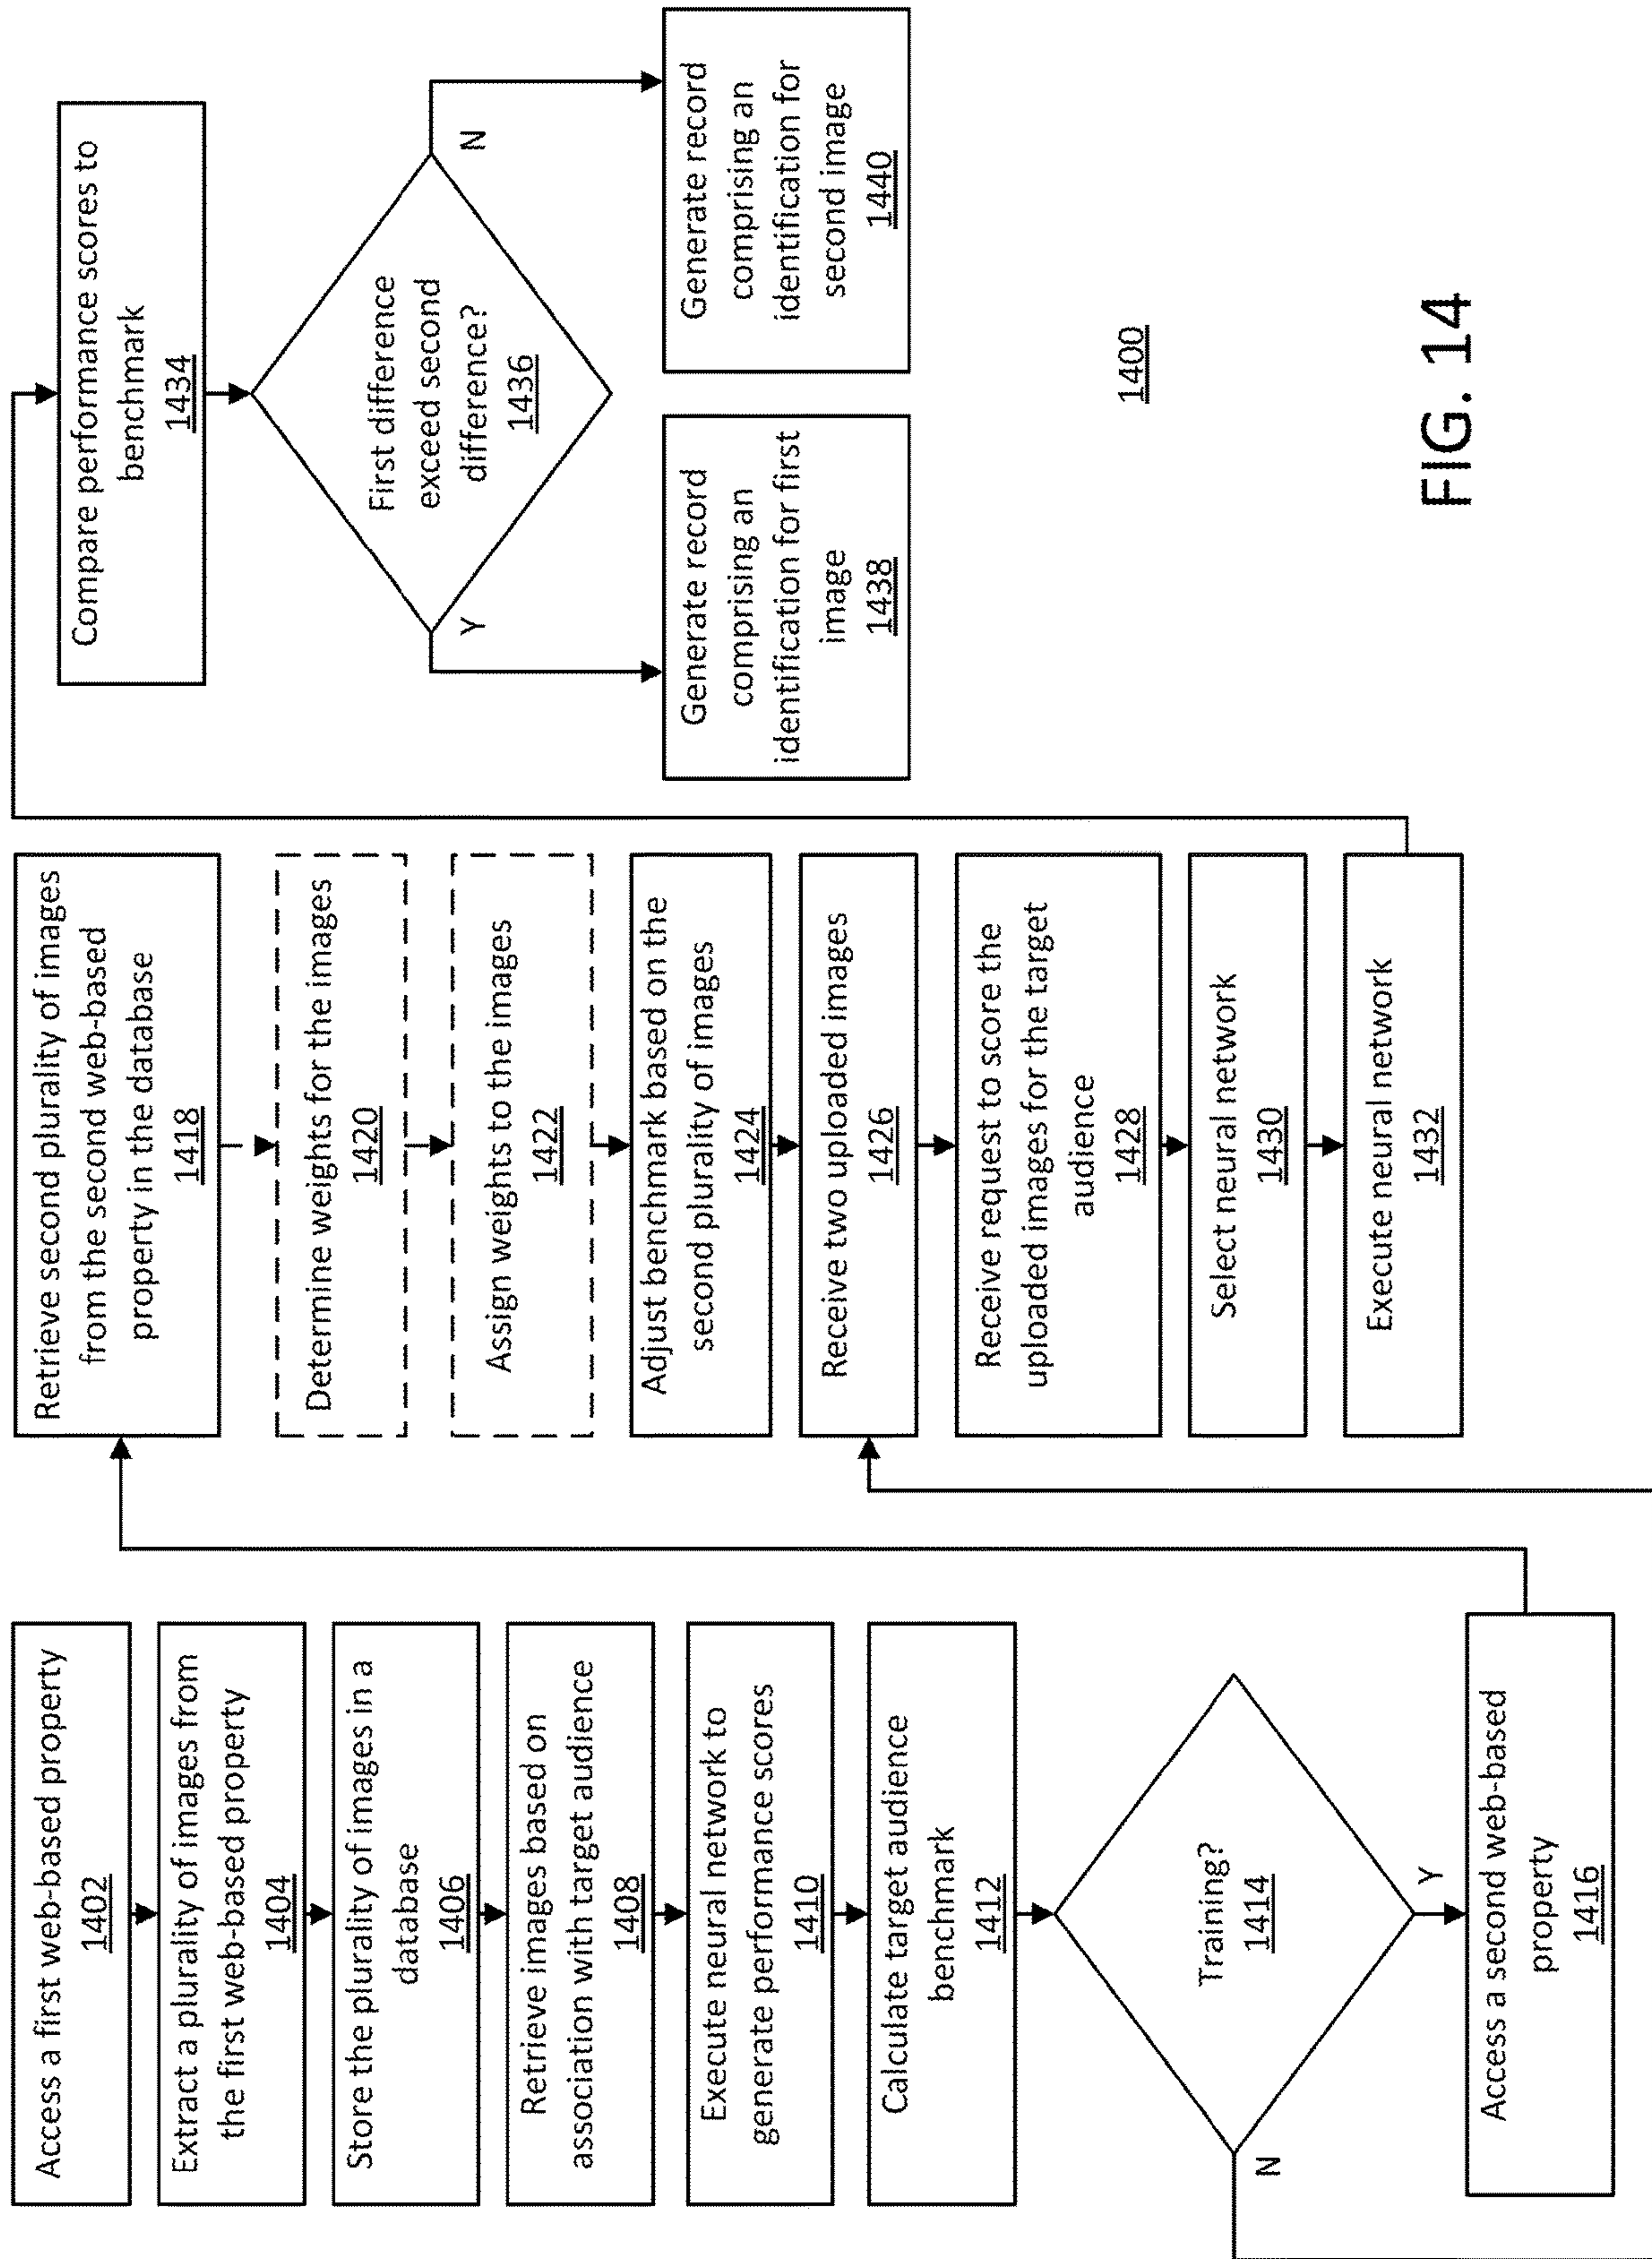 Access a first web-based property
1402
Extract a plurality of images from
the first web-based property
1404
Store the plurality of images in a
database
1406
Retrieve images based on
association with target audience
1408
Execute neural network to
generate performance scores
1410
Calculate target audience
benchmark
1412
Training?
1414
N
Y
Access a second web-based
property
1416
Retrieve second plurality of images
from the second web-based
property in the database
1418
Determine weights for the images
1420
Assign weights to the images
1422
Adjust benchmark based on the
second plurality of images
1424
Receive two uploaded images
1426
Receive request to score the
uploaded images for the target
audience
1428
Select neural network
1430
Execute neural network
1432
Compare performance scores to
benchmark
1434
First difference
exceed second
difference?
1436
Y
N
Generate record
comprising an
identification for first
image
1438
Generate record
comprising an
identification for
second image
1440
1400
FIG. 14